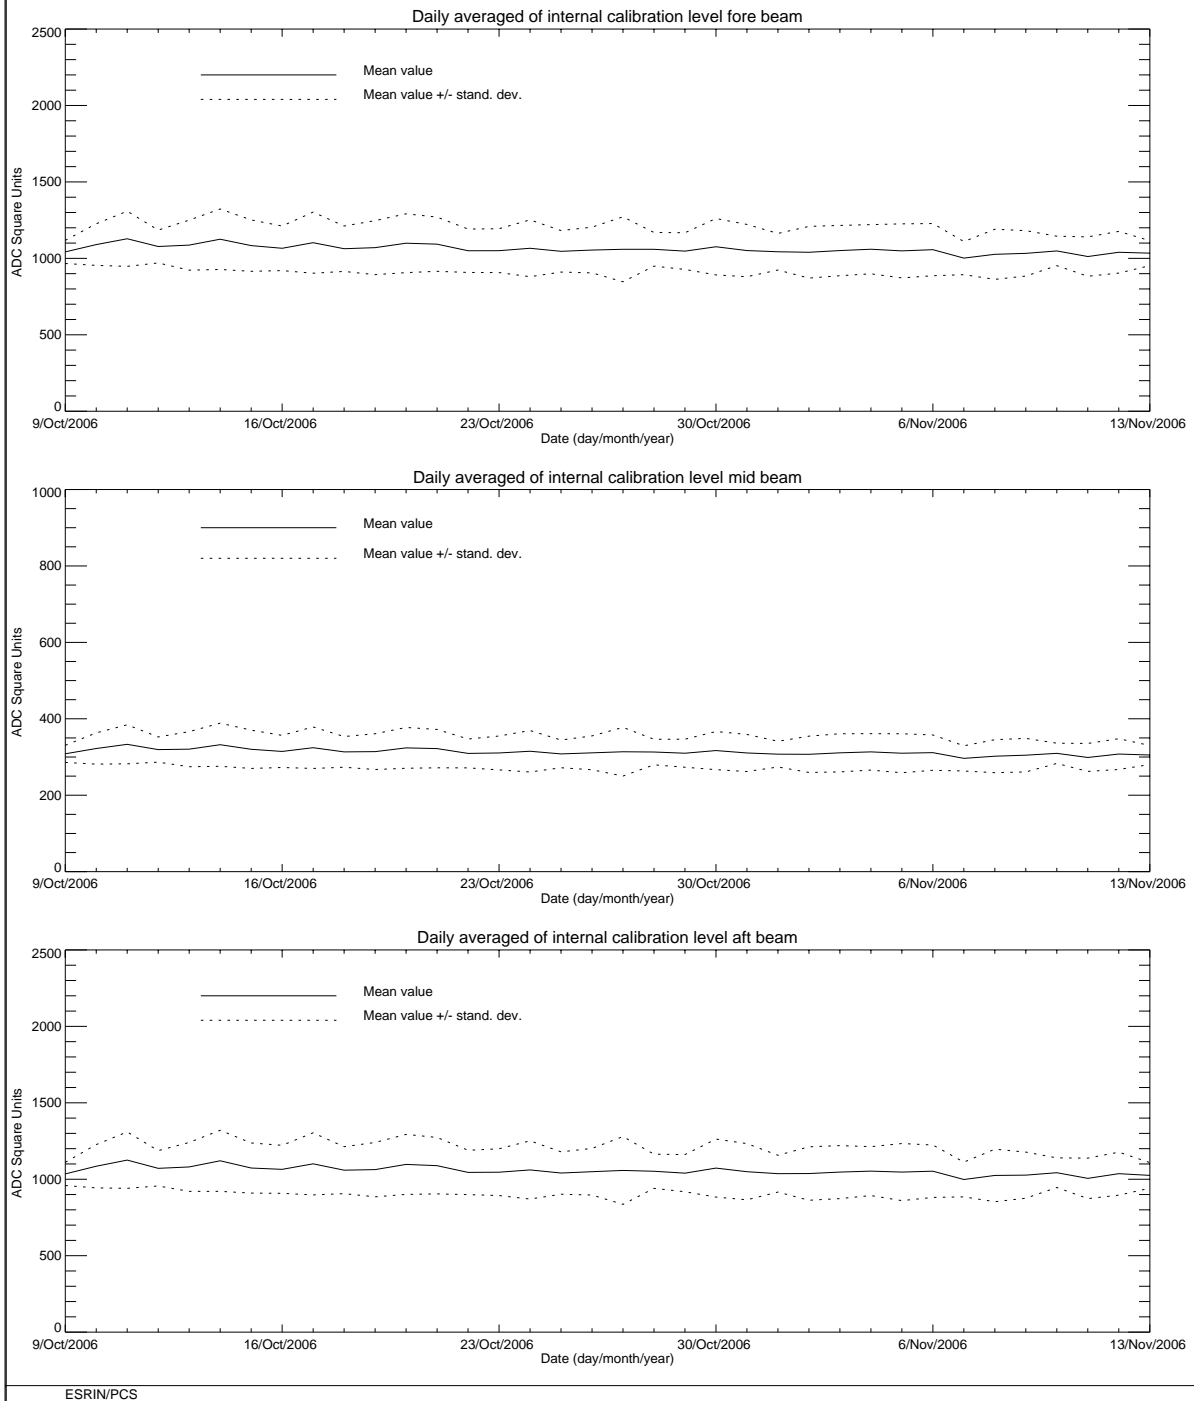 Daily averaged of internal calibration level fore beam
2500
2000
1500
1000
500
0
ADC Square Units
Mean value
Mean value +/- stand. dev.
9/Oct/2006 16/Oct/2006 23/Oct/2006 30/Oct/2006 6/Nov/2006 13/Nov/2006
Date (day/month/year)
Daily averaged of internal calibration level mid beam
1000
800
600
400
200
0
ADC Square Units
Mean value
Mean value +/- stand. dev.
9/Oct/2006 16/Oct/2006 23/Oct/2006 30/Oct/2006 6/Nov/2006 13/Nov/2006
Date (day/month/year)
Daily averaged of internal calibration level aft beam
2500
2000
1500
1000
500
0
ADC Square Units
Mean value
Mean value +/- stand. dev.
9/Oct/2006 16/Oct/2006 23/Oct/2006 30/Oct/2006 6/Nov/2006 13/Nov/2006
Date (day/month/year)
ESRIN/PCS